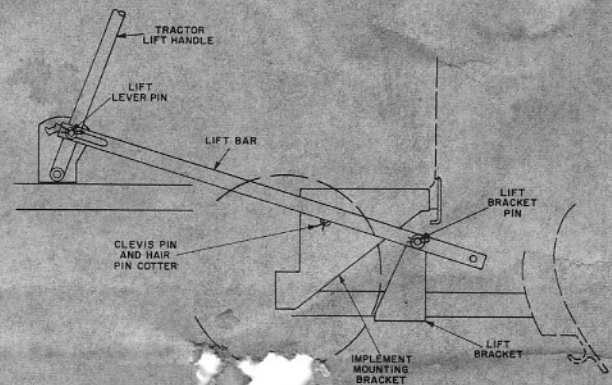 TRACTOR
LIFT HANDLE
LIFT
LEVER PIN
LIFT BAR
LIFT
BRACKET
PIN
CLEVIS PIN
AND HAIR
PIN COTTER
IMPLEMENT
MOUNTING
BRACKET
LIFT
BRACKET